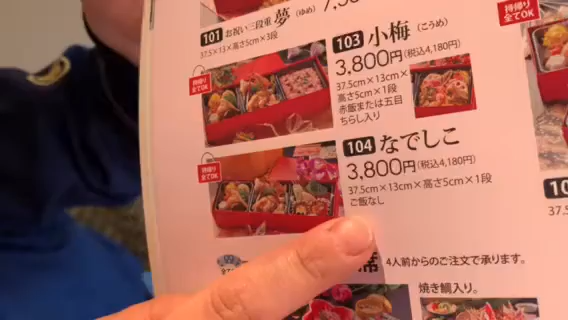 101 お祝い三段重 夢(ゆめ)
37.5×13×高さ5cm×3段
持帰り
全てOK
103 小梅(こうめ)
3,800円(税込4,180円)
37.5cm×13cm×
高さ5cm×1段
赤飯または五目
ちらし入り
持帰り
全てOK
104 なでしこ
3,800円(税込4,180円)
37.5cm×13cm×高さ5cm×1段
ご飯なし
席 4人前からのご注文で承ります。
焼き鯛入り。
持帰り
全てOK